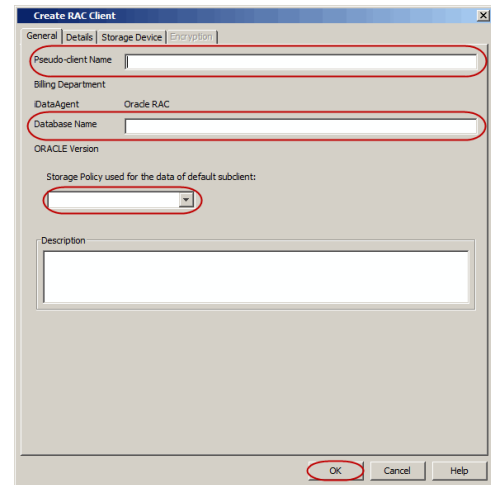 Create RAC Client
General Details Storage Device Encryption
Pseudo-client Name
Billing Department
iDataAgent Oracle RAC
Database Name
ORACLE Version
Storage Policy used for the data of default subclient:
Description
OK Cancel Help